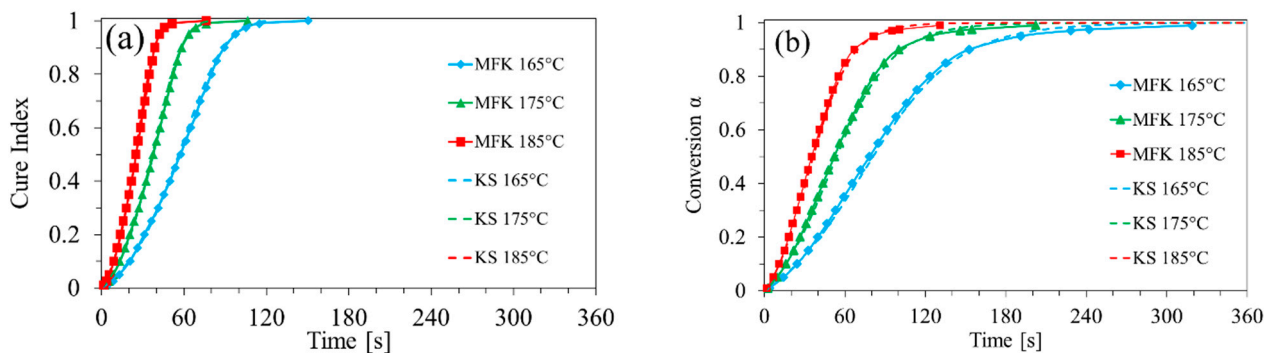 (a)
Cure Index
1
0.8
0.6
0.4
0.2
0
0 60 120 180 240 300 360
Time [s]
MFK 165°C
MFK 175°C
MFK 185°C
KS 165°C
KS 175°C
KS 185°C
(b)
Conversion α
1
0.8
0.6
0.4
0.2
0
0 60 120 180 240 300 360
Time [s]
MFK 165°C
MFK 175°C
MFK 185°C
KS 165°C
KS 175°C
KS 185°C